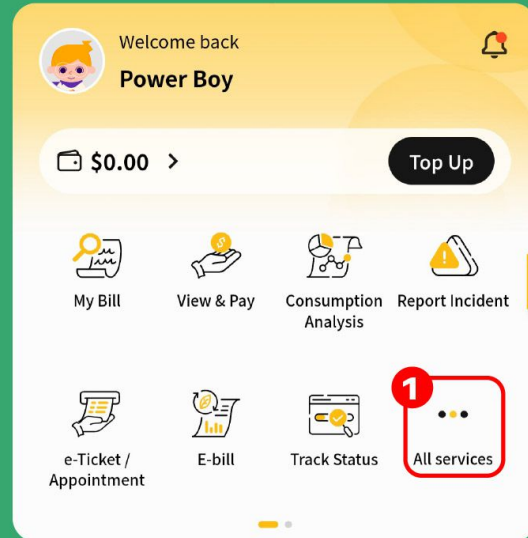 Welcome back
Power Boy
$0.00 >
Top Up
My Bill
View & Pay
Consumption
Analysis
Report Incident
1
e-Ticket /
Appointment
E-bill
Track Status
All services